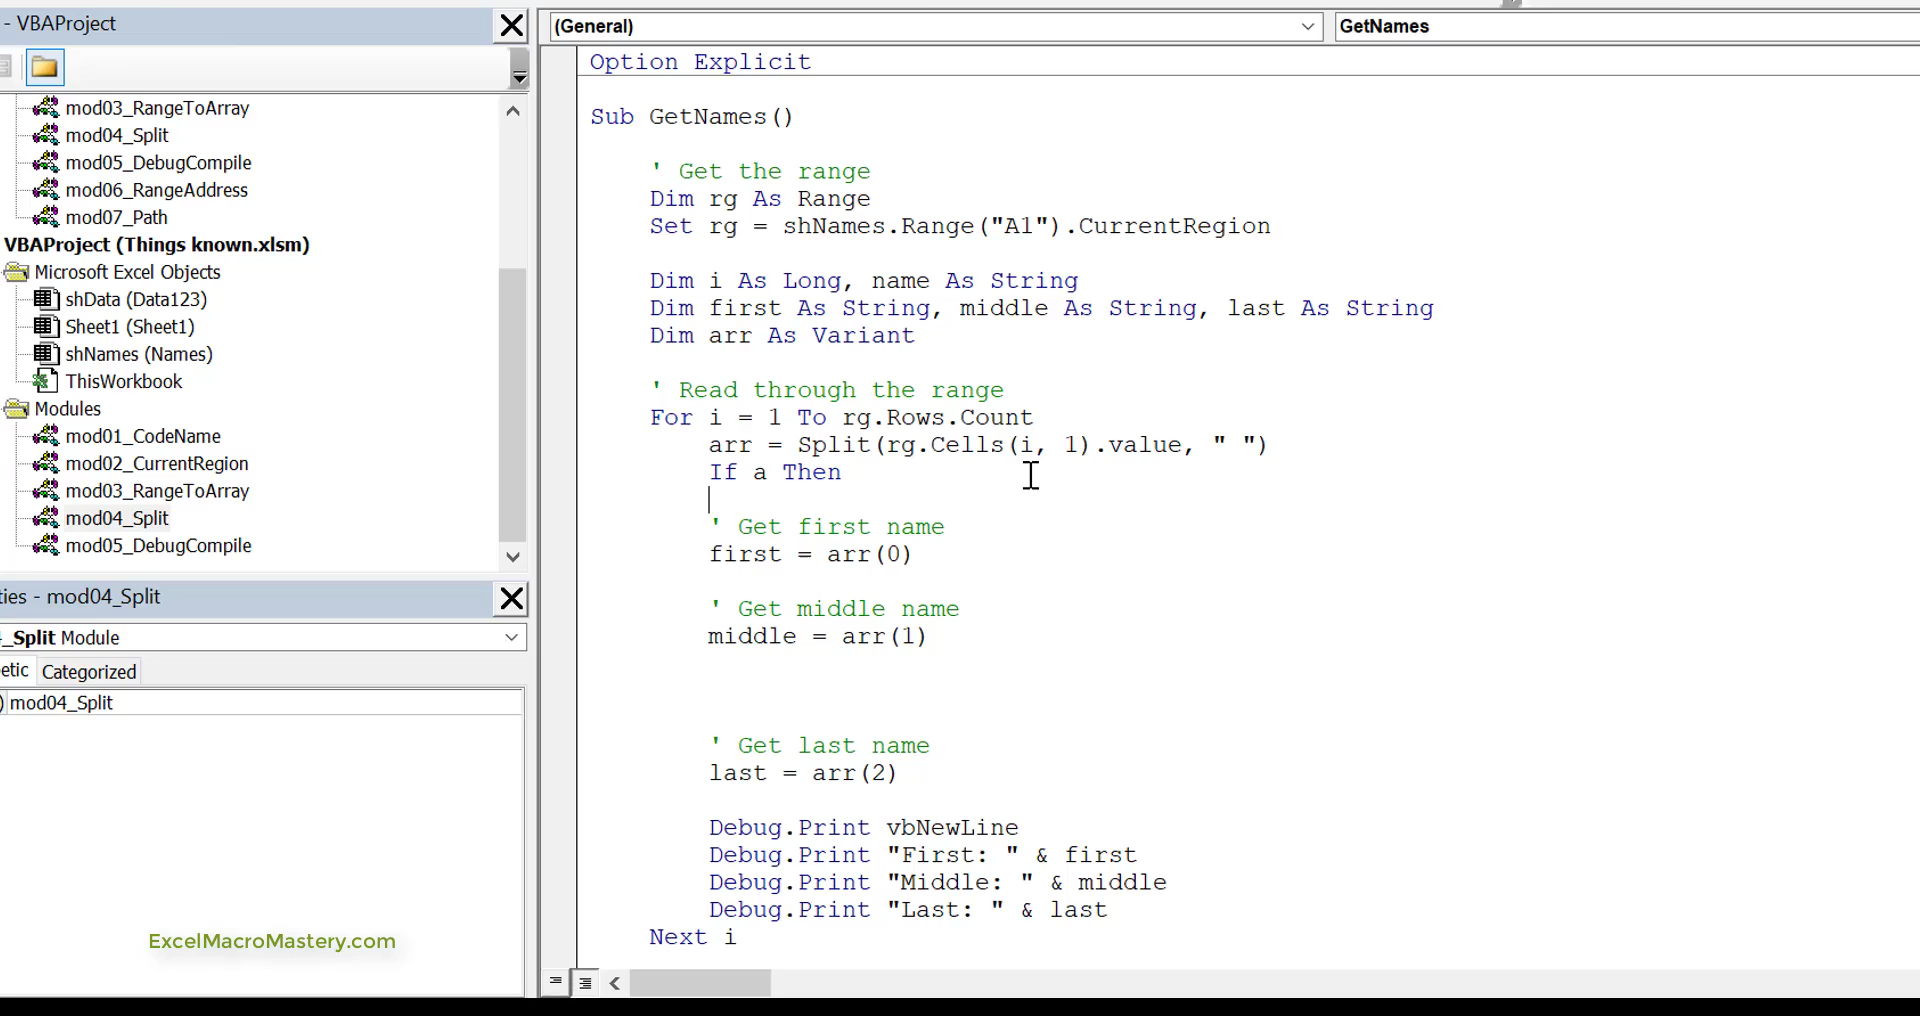 - VBAProject
mod03_RangeToArray
mod04_Split
mod05_DebugCompile
mod06_RangeAddress
mod07_Path
VBAProject (Things known.xlsm)
Microsoft Excel Objects
shData (Data123)
Sheet1 (Sheet1)
shNames (Names)
ThisWorkbook
Modules
mod01_CodeName
mod02_CurrentRegion
mod03_RangeToArray
mod04_Split
mod05_DebugCompile
ties - mod04_Split
4_Split Module
etic Categorized
) mod04_Split
ExcelMacroMastery.com
(General) GetNames
Option Explicit
Sub GetNames()
' Get the range
Dim rg As Range
Set rg = shNames.Range("A1").CurrentRegion
Dim i As Long, name As String
Dim first As String, middle As String, last As String
Dim arr As Variant
' Read through the range
For i = 1 To rg.Rows.Count
arr = Split(rg.Cells(i, 1).value, " ")
If a Then
' Get first name
first = arr(0)
' Get middle name
middle = arr(1)
' Get last name
last = arr(2)
Debug.Print vbNewLine
Debug.Print "First: " & first
Debug.Print "Middle: " & middle
Debug.Print "Last: " & last
Next i